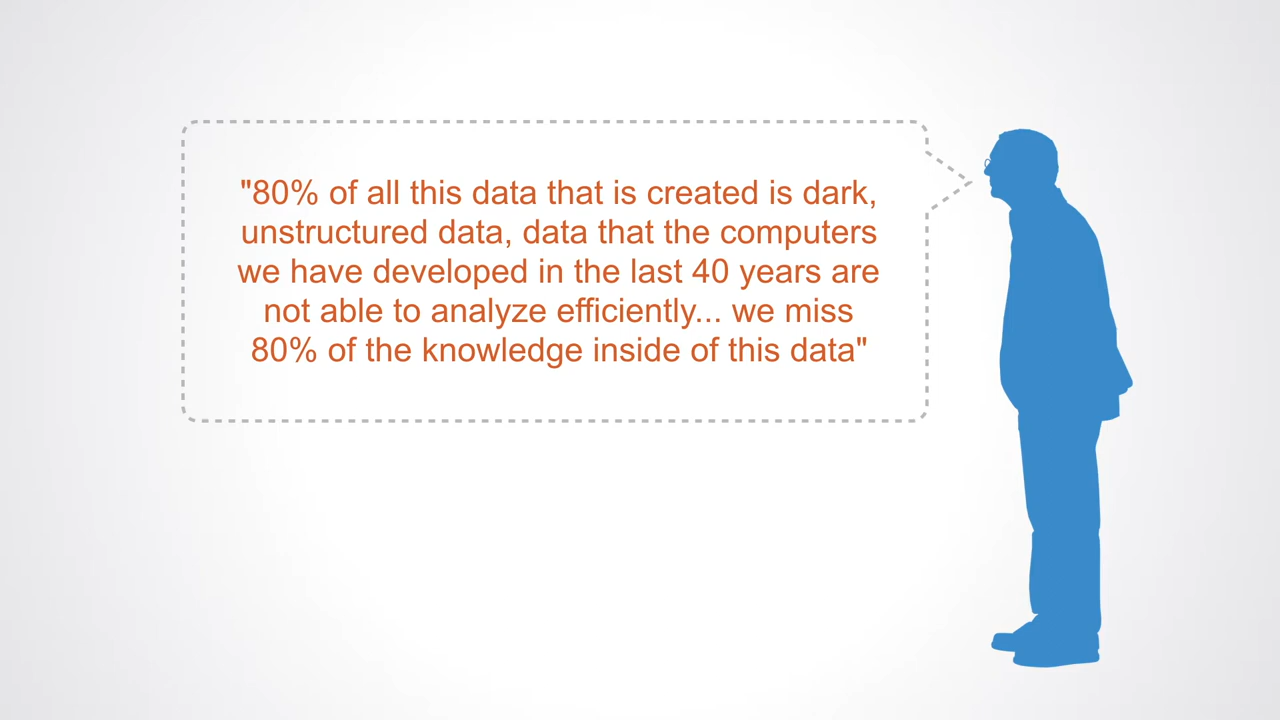 "80% of all this data that is created is dark,
unstructured data, data that the computers
we have developed in the last 40 years are
not able to analyze efficiently... we miss
80% of the knowledge inside of this data"